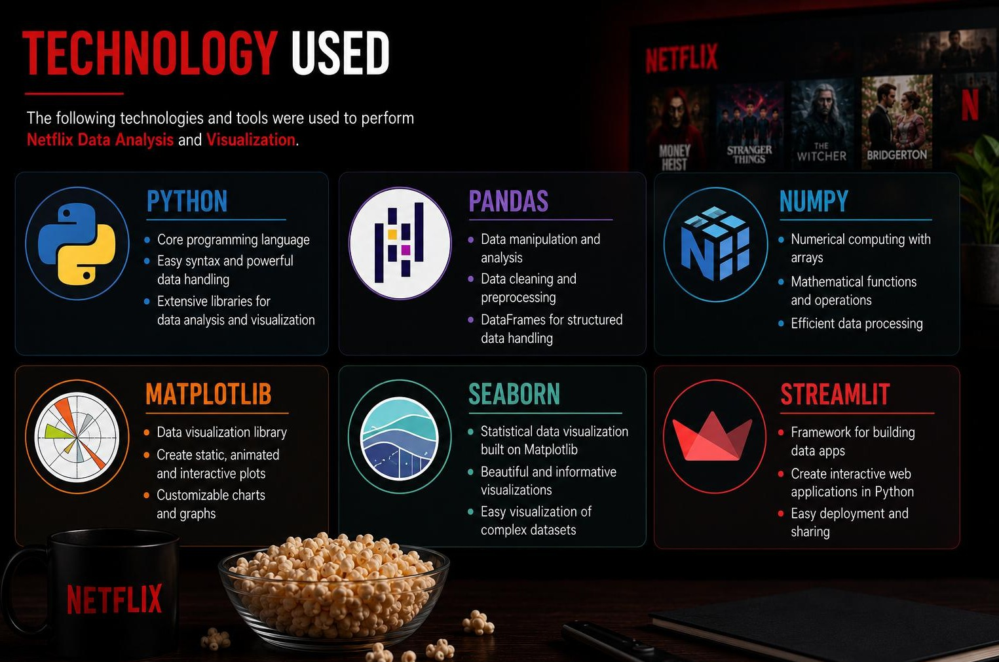 TECHNOLOGY USED
The following technologies and tools were used to perform
Netflix Data Analysis and Visualization.
NETFLIX
MONEY
HEIST
STRANGER
THINGS
THE
WITCHER
BRIDGERTON
N
PYTHON
Core programming language
Easy syntax and powerful
data handling
Extensive libraries for
data analysis and visualization
PANDAS
Data manipulation and
analysis
Data cleaning and
preprocessing
DataFrames for structured
data handling
NUMPY
Numerical computing with
arrays
Mathematical functions
and operations
Efficient data processing
MATPLOTLIB
Data visualization library
Create static, animated
and interactive plots
Customizable charts
and graphs
SEABORN
Statistical data visualization
built on Matplotlib
Beautiful and informative
visualizations
Easy visualization of
complex datasets
STREAMLIT
Framework for building
data apps
Create interactive web
applications in Python
Easy deployment and
sharing
NETFLIX